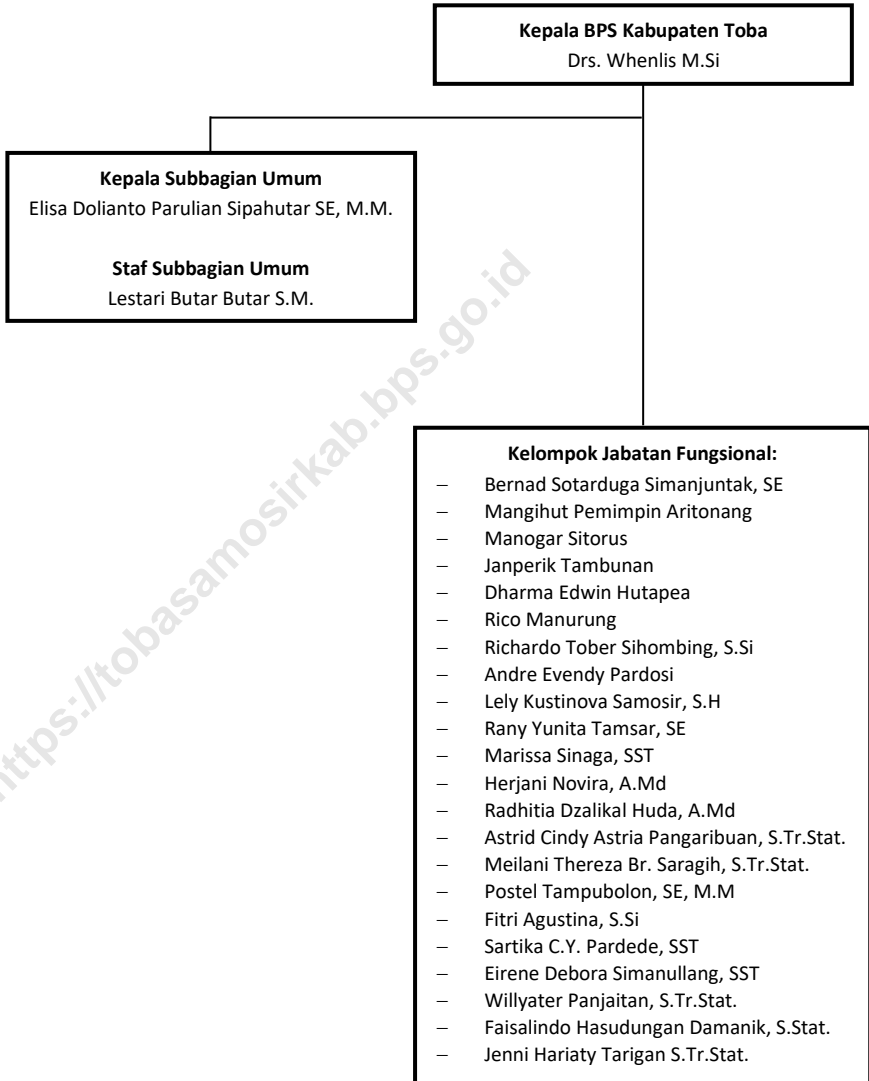 Kepala BPS Kabupaten Toba
Drs. Whenlis M.Si
Kepala Subbagian Umum
Elisa Dolianto Parulian Sipahutar SE, M.M.
Staf Subbagian Umum
Lestari Butar Butar S.M.
Kelompok Jabatan Fungsional:
– Bernad Sotarduga Simanjuntak, SE
– Mangihut Pemimpin Aritonang
– Manogar Sitorus
– Janperik Tambunan
– Dharma Edwin Hutapea
– Rico Manurung
– Richardo Tober Sihombing, S.Si
– Andre Evendy Pardosi
– Lely Kustinova Samosir, S.H
– Rany Yunita Tamsar, SE
– Marissa Sinaga, SST
– Herjani Novira, A.Md
– Radhitia Dzalikal Huda, A.Md
– Astrid Cindy Astria Pangaribuan, S.Tr.Stat.
– Meilani Thereza Br. Saragih, S.Tr.Stat.
– Postel Tampubolon, SE, M.M
– Fitri Agustina, S.Si
– Sartika C.Y. Pardede, SST
– Eirene Debora Simanullang, SST
– Willyater Panjaitan, S.Tr.Stat.
– Faisalindo Hasudungan Damanik, S.Stat.
– Jenni Hariaty Tarigan S.Tr.Stat.
https://tobasamosirkab.bps.go.id